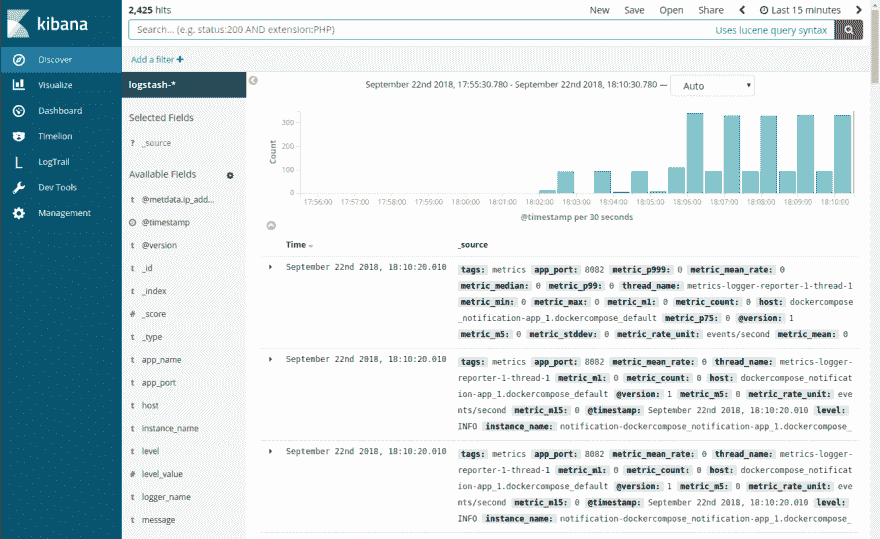 kibana
Discover
Visualize
Dashboard
Timelion
LogTrail
Dev Tools
Management
2,425 hits
New Save Open Share Last 15 minutes
Search... (e.g. status:200 AND extension:PHP) Uses lucene query syntax
Add a filter +
logstash-*
Selected Fields
? _source
Available Fields
t @metdata.ip_add...
@timestamp
t @version
t _id
t _index
# _score
t _type
t app_name
t app_port
t host
t instance_name
t level
# level_value
t logger_name
t message
September 22nd 2018, 17:55:30.780 - September 22nd 2018, 18:10:30.780 — Auto
Count
300
200
100
0
17:56:00 17:57:00 17:58:00 17:59:00 18:00:00 18:01:00 18:02:00 18:03:00 18:04:00 18:05:00 18:06:00 18:07:00 18:08:00 18:09:00 18:10:00
@timestamp per 30 seconds
Time _source
September 22nd 2018, 18:10:20.010 tags: metrics app_port: 8082 metric_p999: 0 metric_mean_rate: 0
metric_median: 0 metric_p99: 0 thread_name: metrics-logger-reporter-1-thread-1
metric_min: 0 metric_max: 0 metric_m1: 0 metric_count: 0 host: dockercompose
_notification-app_1.dockercompose_default metric_p75: 0 @version: 1
metric_m5: 0 metric_stddev: 0 metric_rate_unit: events/second metric_mean: 0
September 22nd 2018, 18:10:20.010 tags: metrics app_port: 8082 metric_mean_rate: 0 thread_name: metrics-logger-
reporter-1-thread-1 metric_m1: 0 metric_count: 0 host: dockercompose_notificat
ion-app_1.dockercompose_default @version: 1 metric_m5: 0 metric_rate_unit: eve
nts/second metric_m15: 0 @timestamp: September 22nd 2018, 18:10:20.010 level:
INFO instance_name: notification-dockercompose_notification-app_1.dockercompose_
September 22nd 2018, 18:10:20.010 tags: metrics app_port: 8082 metric_mean_rate: 0 thread_name: metrics-logger-
reporter-1-thread-1 metric_m1: 0 metric_count: 0 host: dockercompose_notificat
ion-app_1.dockercompose_default @version: 1 metric_m5: 0 metric_rate_unit: eve
nts/second metric_m15: 0 @timestamp: September 22nd 2018, 18:10:20.010 level:
INFO instance_name: notification-dockercompose_notification-app_1.dockercompose_